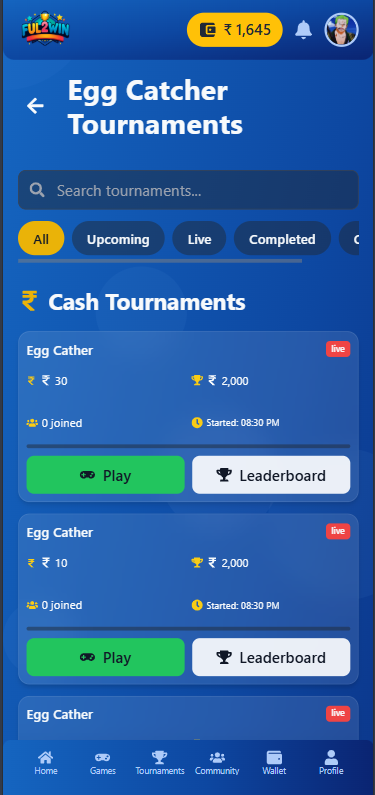 FUL2WIN
₹ 1,645
Egg Catcher
Tournaments
Search tournaments...
All
Upcoming
Live
Completed
₹ Cash Tournaments
Egg Cather
live
₹ ₹ 30
₹ 2,000
0 joined
Started: 08:30 PM
Play
Leaderboard
Egg Cather
live
₹ ₹ 10
₹ 2,000
0 joined
Started: 08:30 PM
Play
Leaderboard
Egg Cather
live
Home
Games
Tournaments
Community
Wallet
Profile